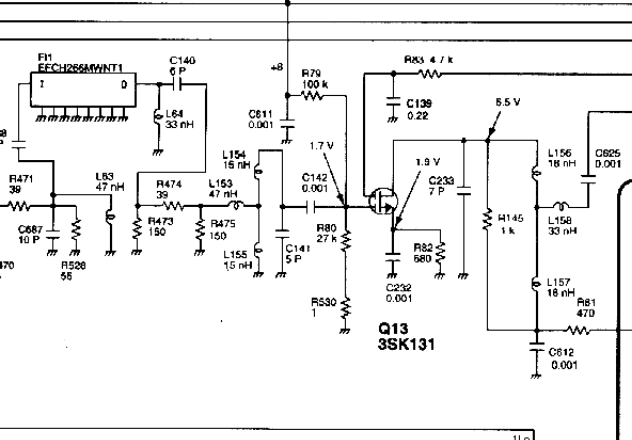 FI1
EFCH266MWNT1
I
O
C140
6 P
L64
33 nH
+8
R79
100 k
C611
0.001
R83 4.7 k
C139
0.22
6.5 V
1.7 V
1.9 V
L154
15 nH
C142
0.001
C233
7 P
L156
18 nH
C625
0.001
R471
39
L63
47 nH
R474
39
L153
47 nH
R473
150
R475
150
C687
10 P
R528
56
L155
15 nH
C141
5 P
R80
27 k
R82
680
R145
1 k
L158
33 nH
C232
0.001
R530
1
L157
18 nH
R81
470
Q13
3SK131
C612
0.001